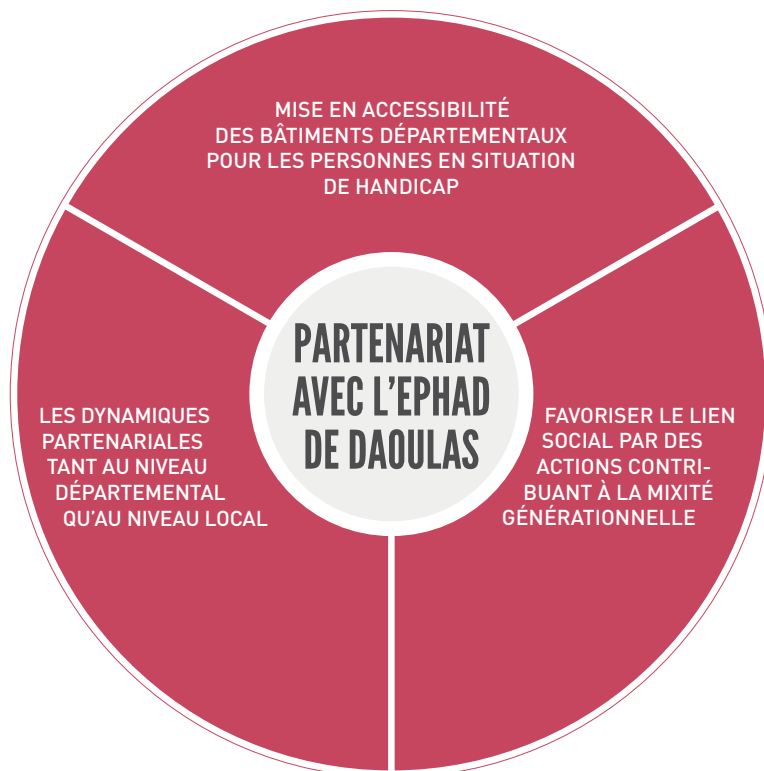 MISE EN ACCESSIBILITÉ
DES BÂTIMENTS DÉPARTEMENTAUX
POUR LES PERSONNES EN SITUATION
DE HANDICAP
PARTENARIAT
AVEC L'EPHAD
DE DAOULAS
LES DYNAMIQUES
PARTENARIALES
TANT AU NIVEAU
DÉPARTEMENTAL
QU'AU NIVEAU LOCAL
FAVORISER LE LIEN
SOCIAL PAR DES
ACTIONS CONTRI-
BUANT À LA MIXITÉ
GÉNÉRATIONNELLE